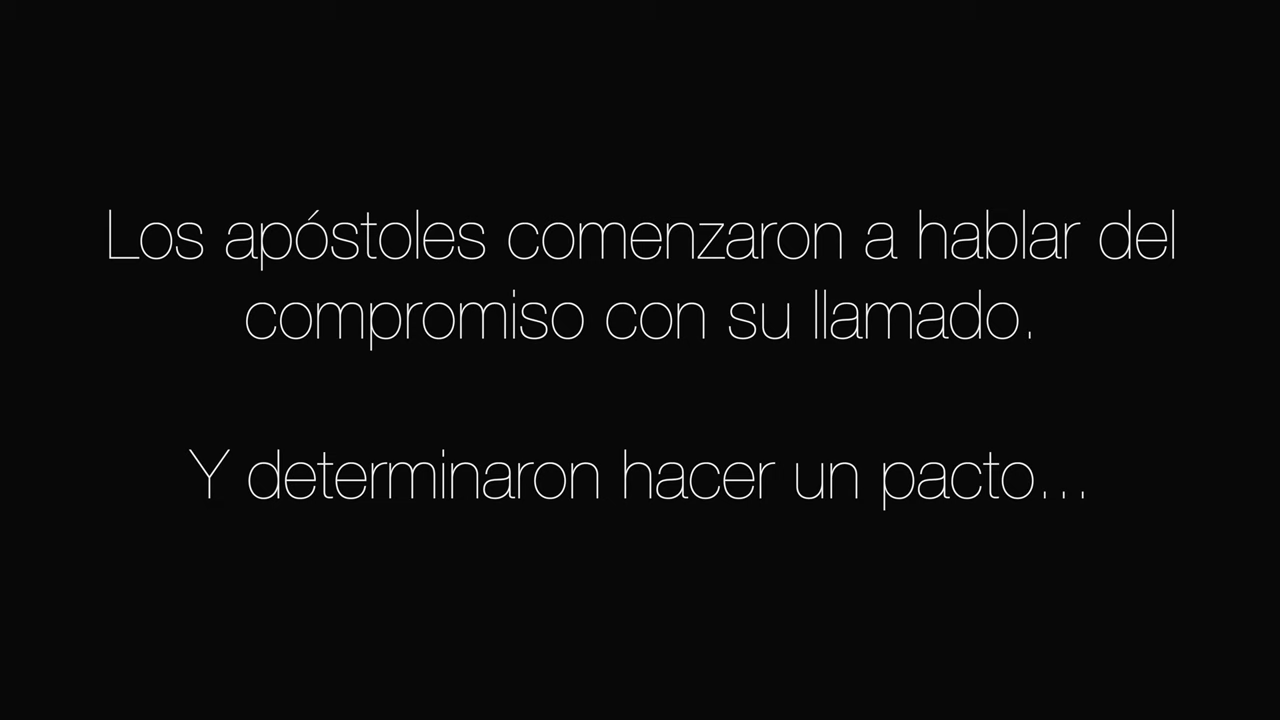 Los apóstoles comenzaron a hablar del
compromiso con su llamado.
Y determinaron hacer un pacto...